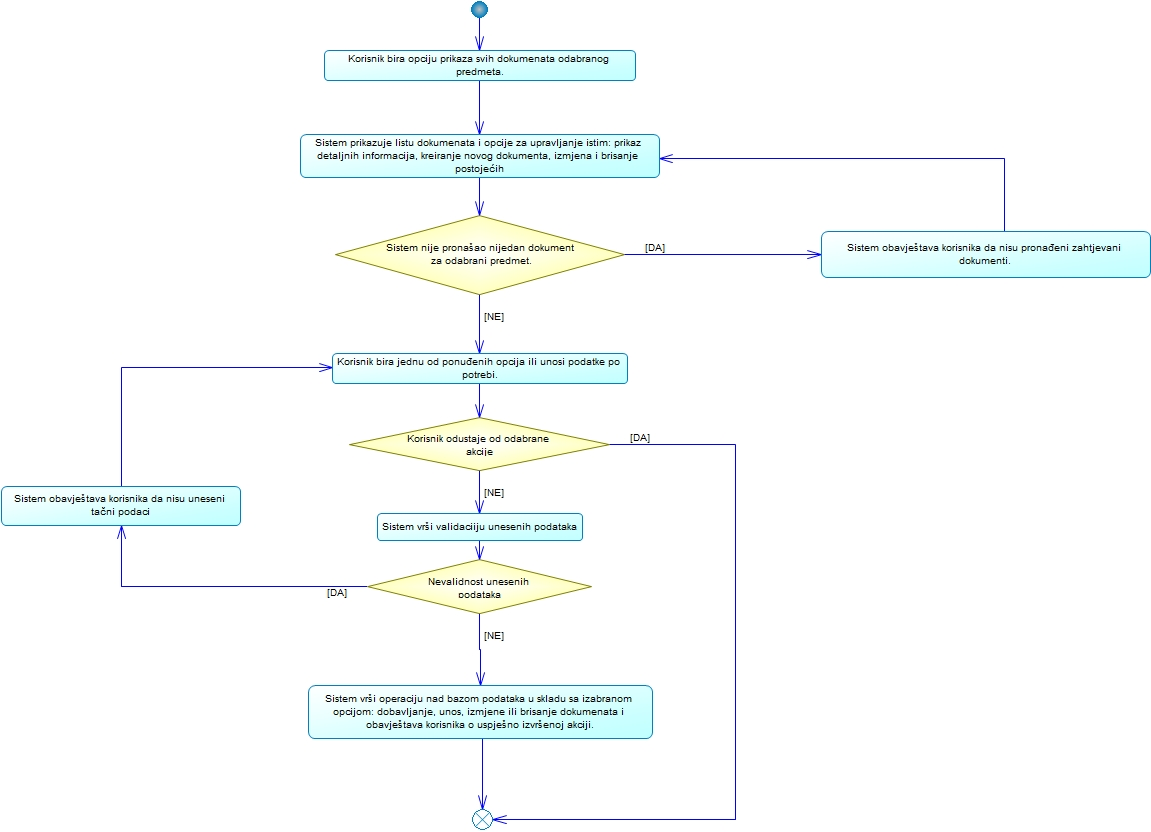 Korisnik bira opciju prikaza svih dokumenata odabranog
predmeta.
Sistem prikazuje listu dokumenata i opcije za upravljanje istim: prikaz
detaljnih informacija, kreiranje novog dokumenta, izmjena i brisanje
postojećih
Sistem nije pronašao nijedan dokument
za odabrani predmet.
[DA]
Sistem obavještava korisnika da nisu pronađeni zahtjevani
dokumenti.
[NE]
Korisnik bira jednu od ponuđenih opcija ili unosi podatke po
potrebi.
Korisnik odustaje od odabrane
akcije
[DA]
[NE]
Sistem obavještava korisnika da nisu uneseni
tačni podaci
Sistem vrši validaciiju unesenih podataka
Nevalidnost unesenih
podataka
[DA]
[NE]
Sistem vrši operaciju nad bazom podataka u skladu sa izabranom
opcijom: dobavljanje, unos, izmjene ili brisanje dokumenata i
obavještava korisnika o uspješno izvršenoj akciji.